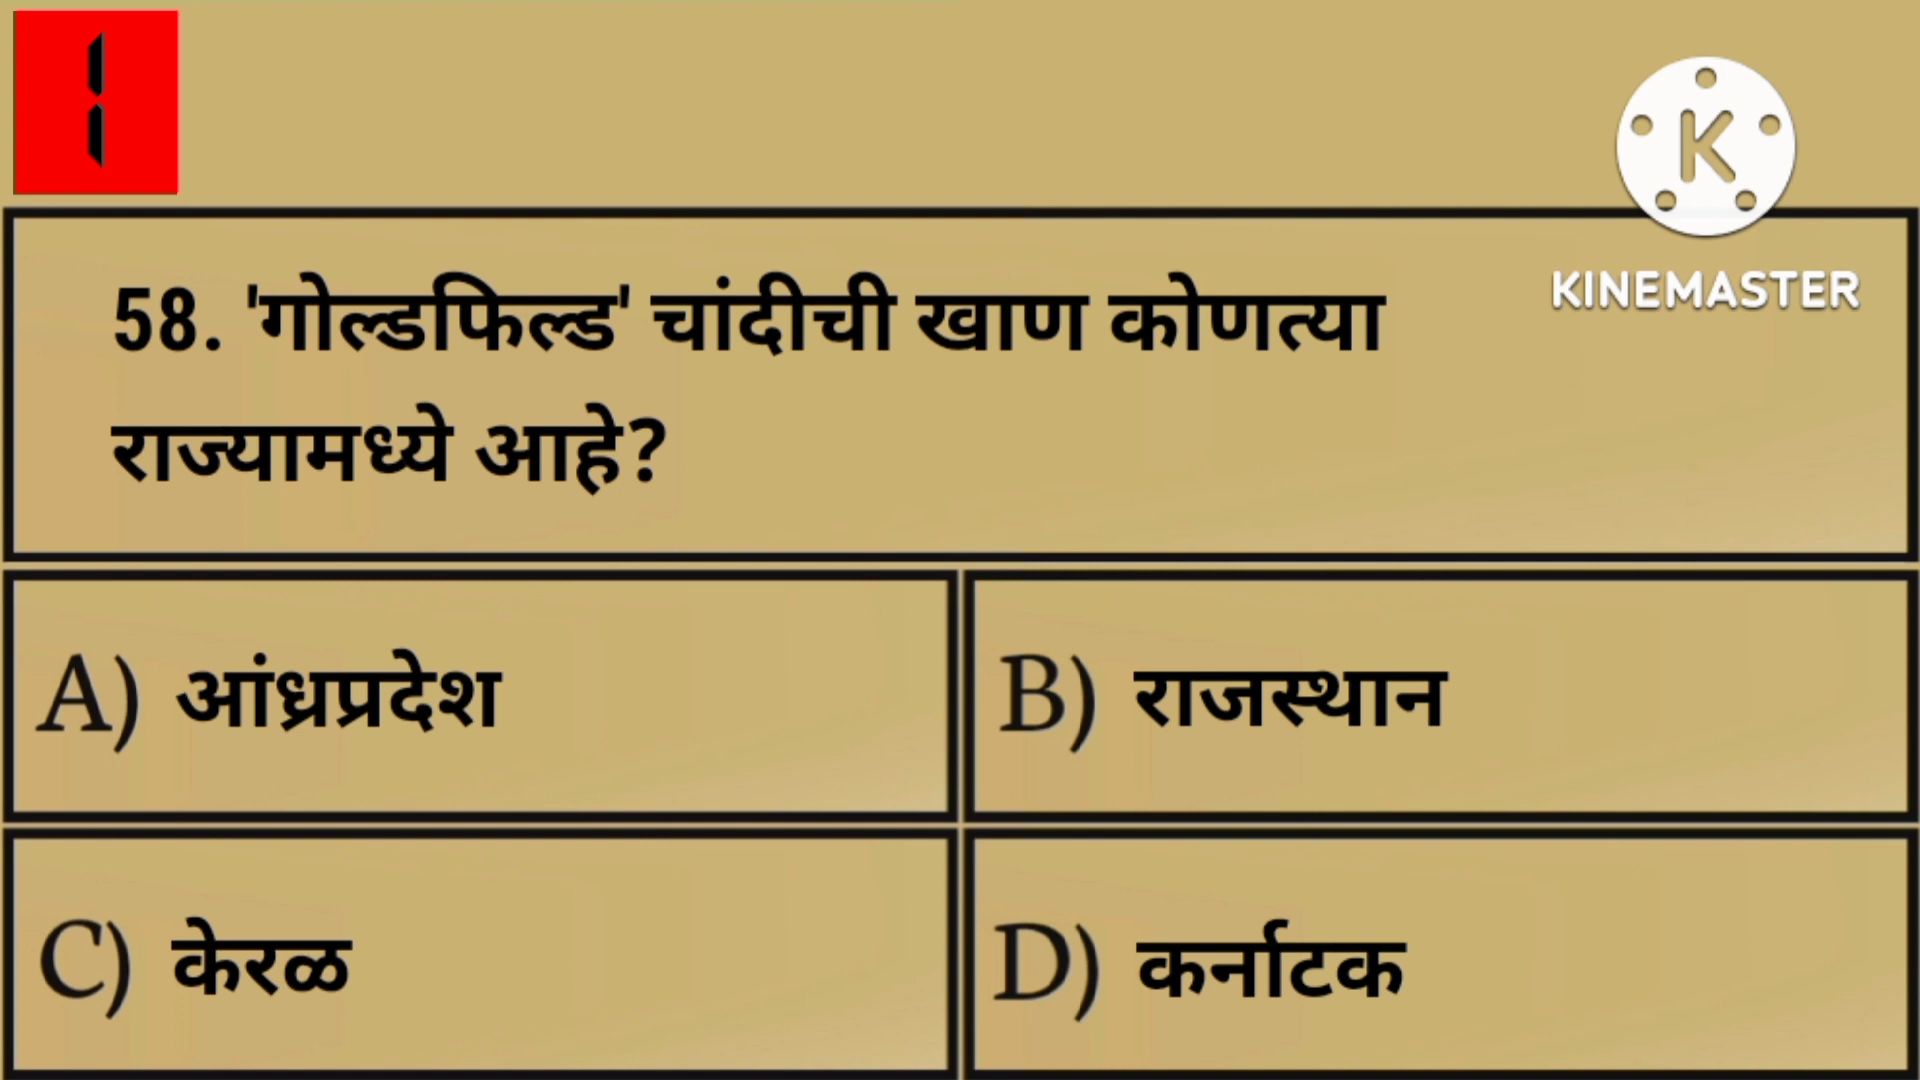 1
K
KINEMASTER
58. 'गोल्डफिल्ड' चांदीची खाण कोणत्या
राज्यामध्ये आहे?
A) आंध्रप्रदेश
B) राजस्थान
C) केरळ
D) कर्नाटक